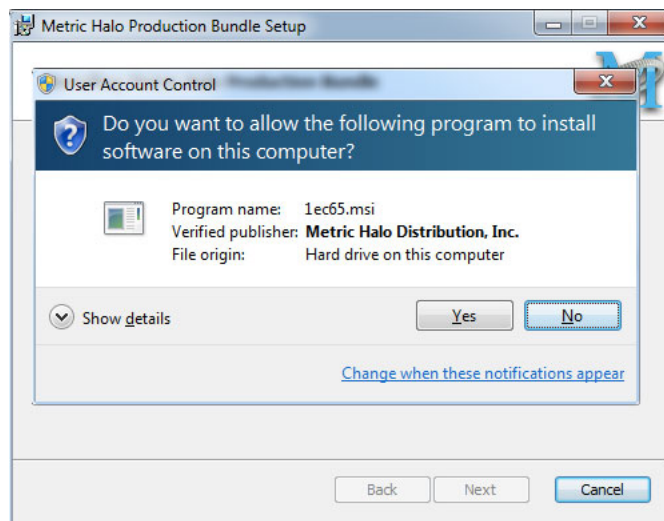 Metric Halo Production Bundle Setup
User Account Control
Production Bundle
Do you want to allow the following program to install
software on this computer?
Program name: 1ec65.msi
Verified publisher: Metric Halo Distribution, Inc.
File origin: Hard drive on this computer
Show details
Yes
No
Change when these notifications appear
Back
Next
Cancel